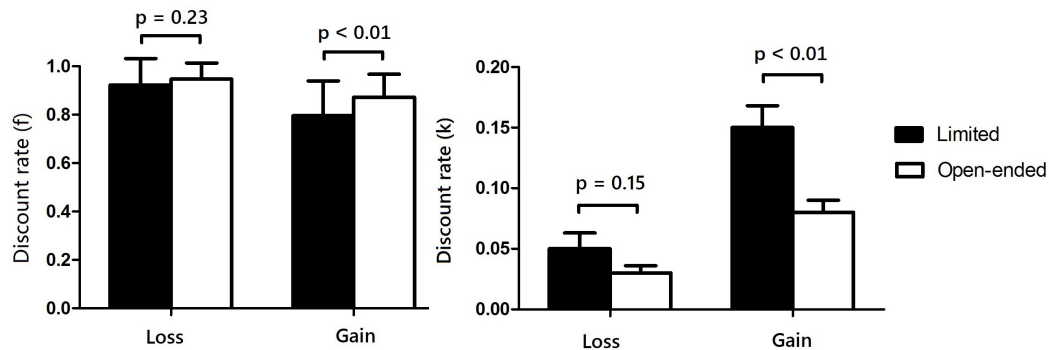 p = 0.23
p < 0.01
Discount rate (f)
1.0
0.8
0.6
0.4
0.2
0.0
Loss
Gain
p < 0.01
p = 0.15
Discount rate (k)
0.20
0.15
0.10
0.05
0.00
Loss
Gain
Limited
Open-ended